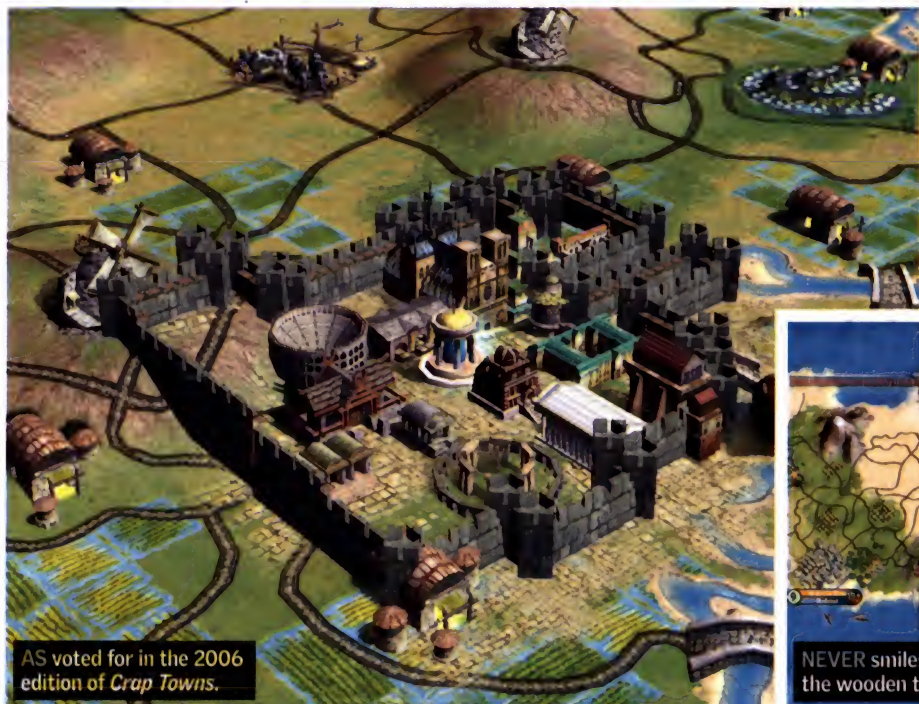 AS voted for in the 2006
edition of Crap Towns.
NEVER smile
the wooden t